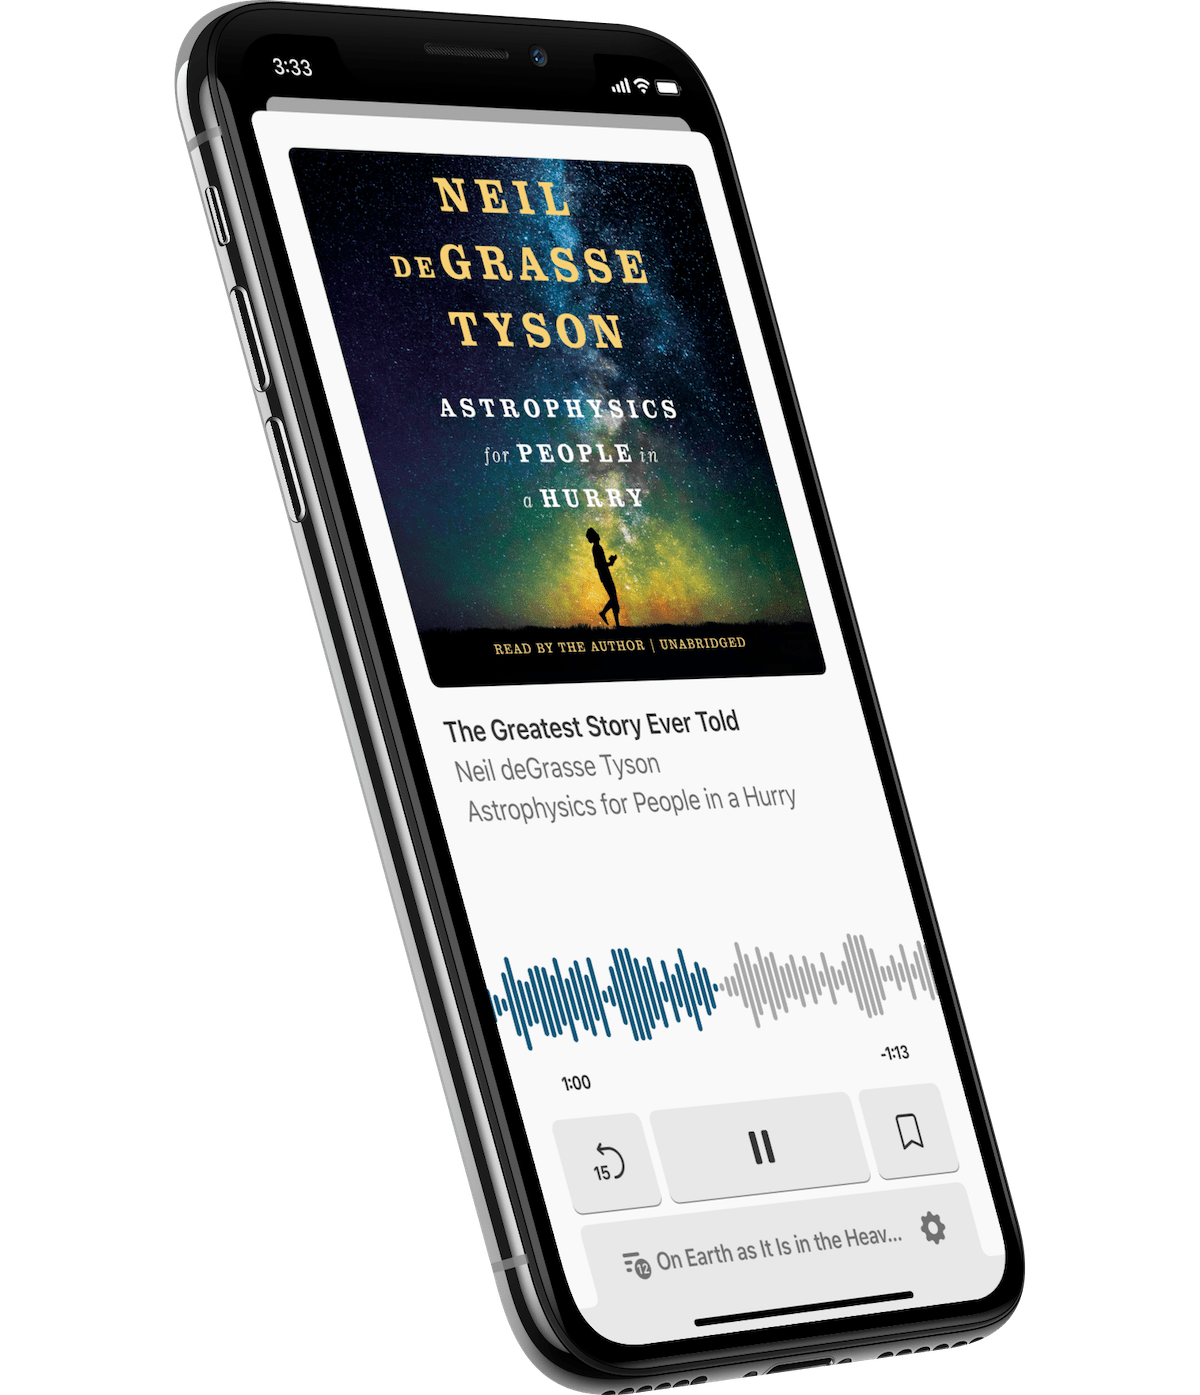 3:33
NEIL
DEGRASSE
TYSON
ASTROPHYSICS
for PEOPLE in
a HURRY
READ BY THE AUTHOR | UNABRIDGED
The Greatest Story Ever Told
Neil deGrasse Tyson
Astrophysics for People in a Hurry
1:00
-1:13
15
12 On Earth as It Is in the Heav...